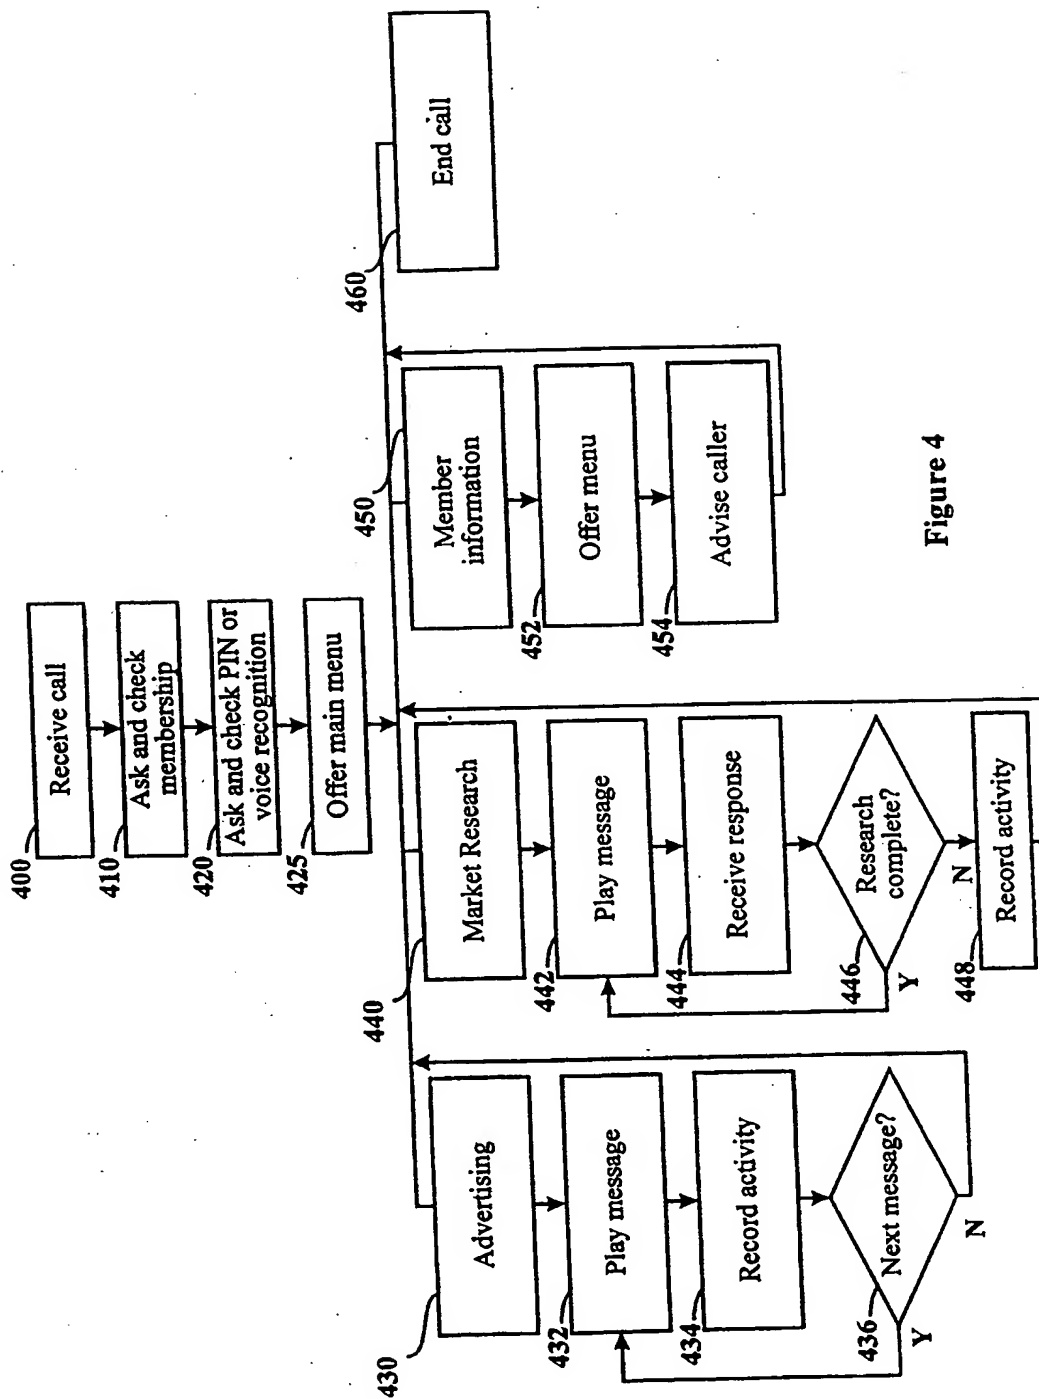 400
Receive call
410
Ask and check
membership
420
Ask and check PIN or
voice recognition
425
Offer main menu
430
Advertising
432
Play message
434
Record activity
436
Next message?
Y
N
440
Market Research
442
Play message
444
Receive response
446
Research
complete?
Y
N
448
Record activity
450
Member
information
452
Offer menu
454
Advise caller
460
End call
Figure 4